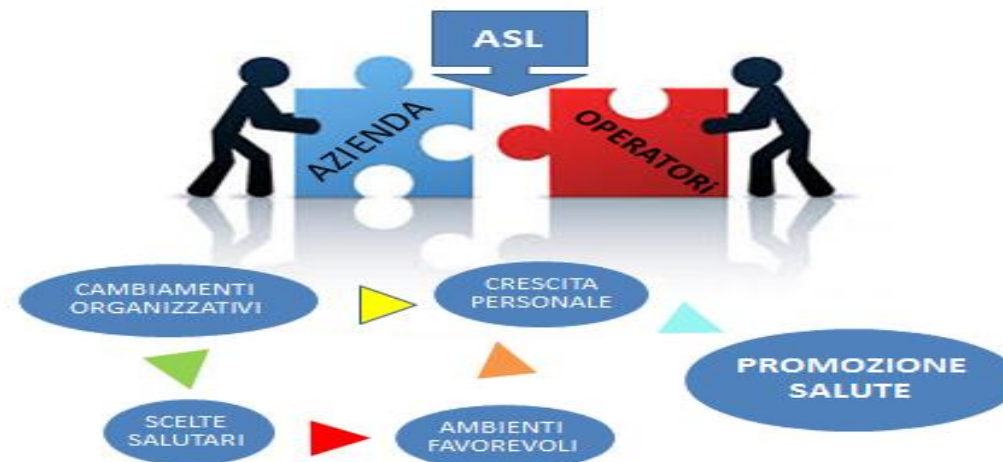 ASL
AZIENDA
OPERATORi
CAMBIAMENTI
ORGANIZZATIVI
CRESCITA
PERSONALE
PROMOZIONE
SALUTE
SCELTE
SALUTARI
AMBIENTI
FAVOREVOLI